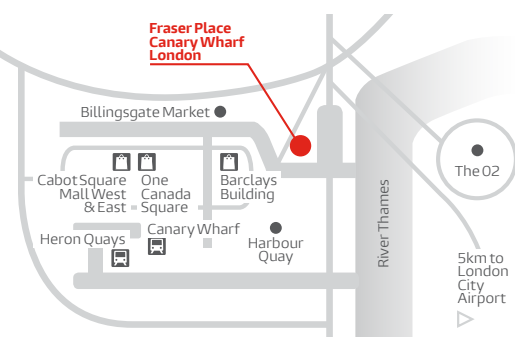 Fraser Place
Canary Wharf
London
Billingsgate Market
The O2
Cabot Square
Mall West
& East
One
Canada
Square
Barclays
Building
River Thames
Canary Wharf
Heron Quays
Harbour
Quay
5km to
London
City
Airport